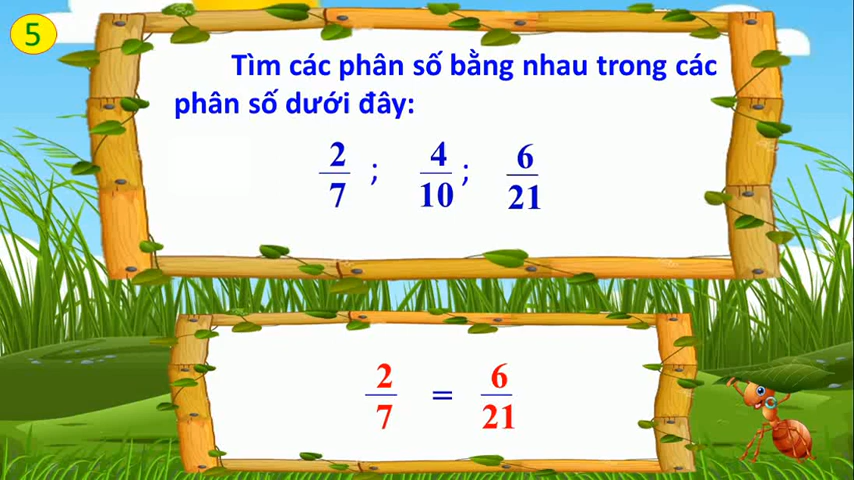 5
Tìm các phân số bằng nhau trong các
phân số dưới đây:
2/7 ; 4/10 ; 6/21
2/7 = 6/21